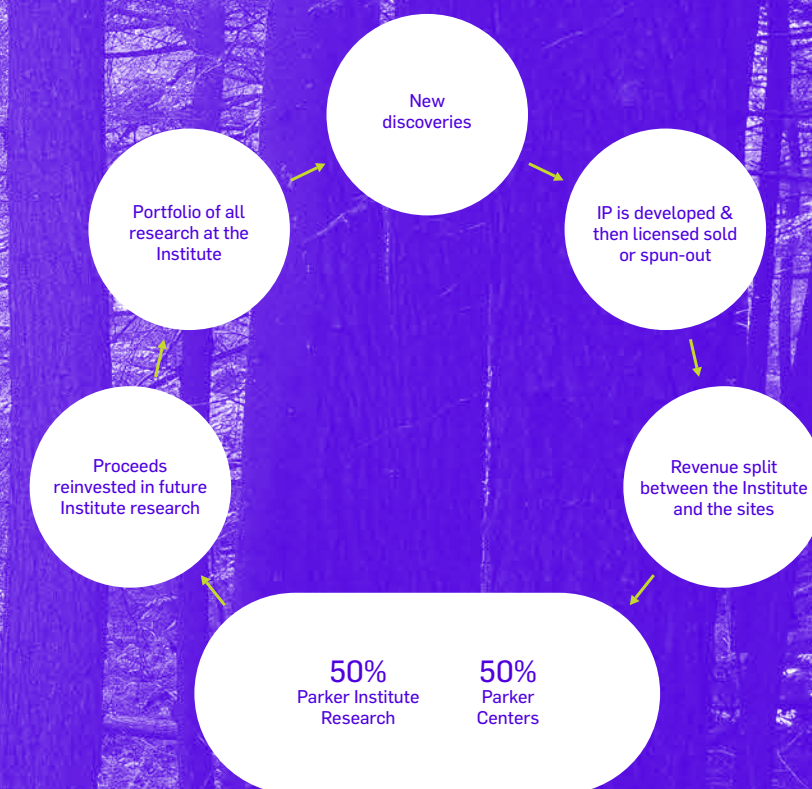 New
discoveries
IP is developed &
then licensed sold
or spun-out
Revenue split
between the Institute
and the sites
50%
Parker Institute
Research
50%
Parker
Centers
Proceeds
reinvested in future
Institute research
Portfolio of all
research at the
Institute